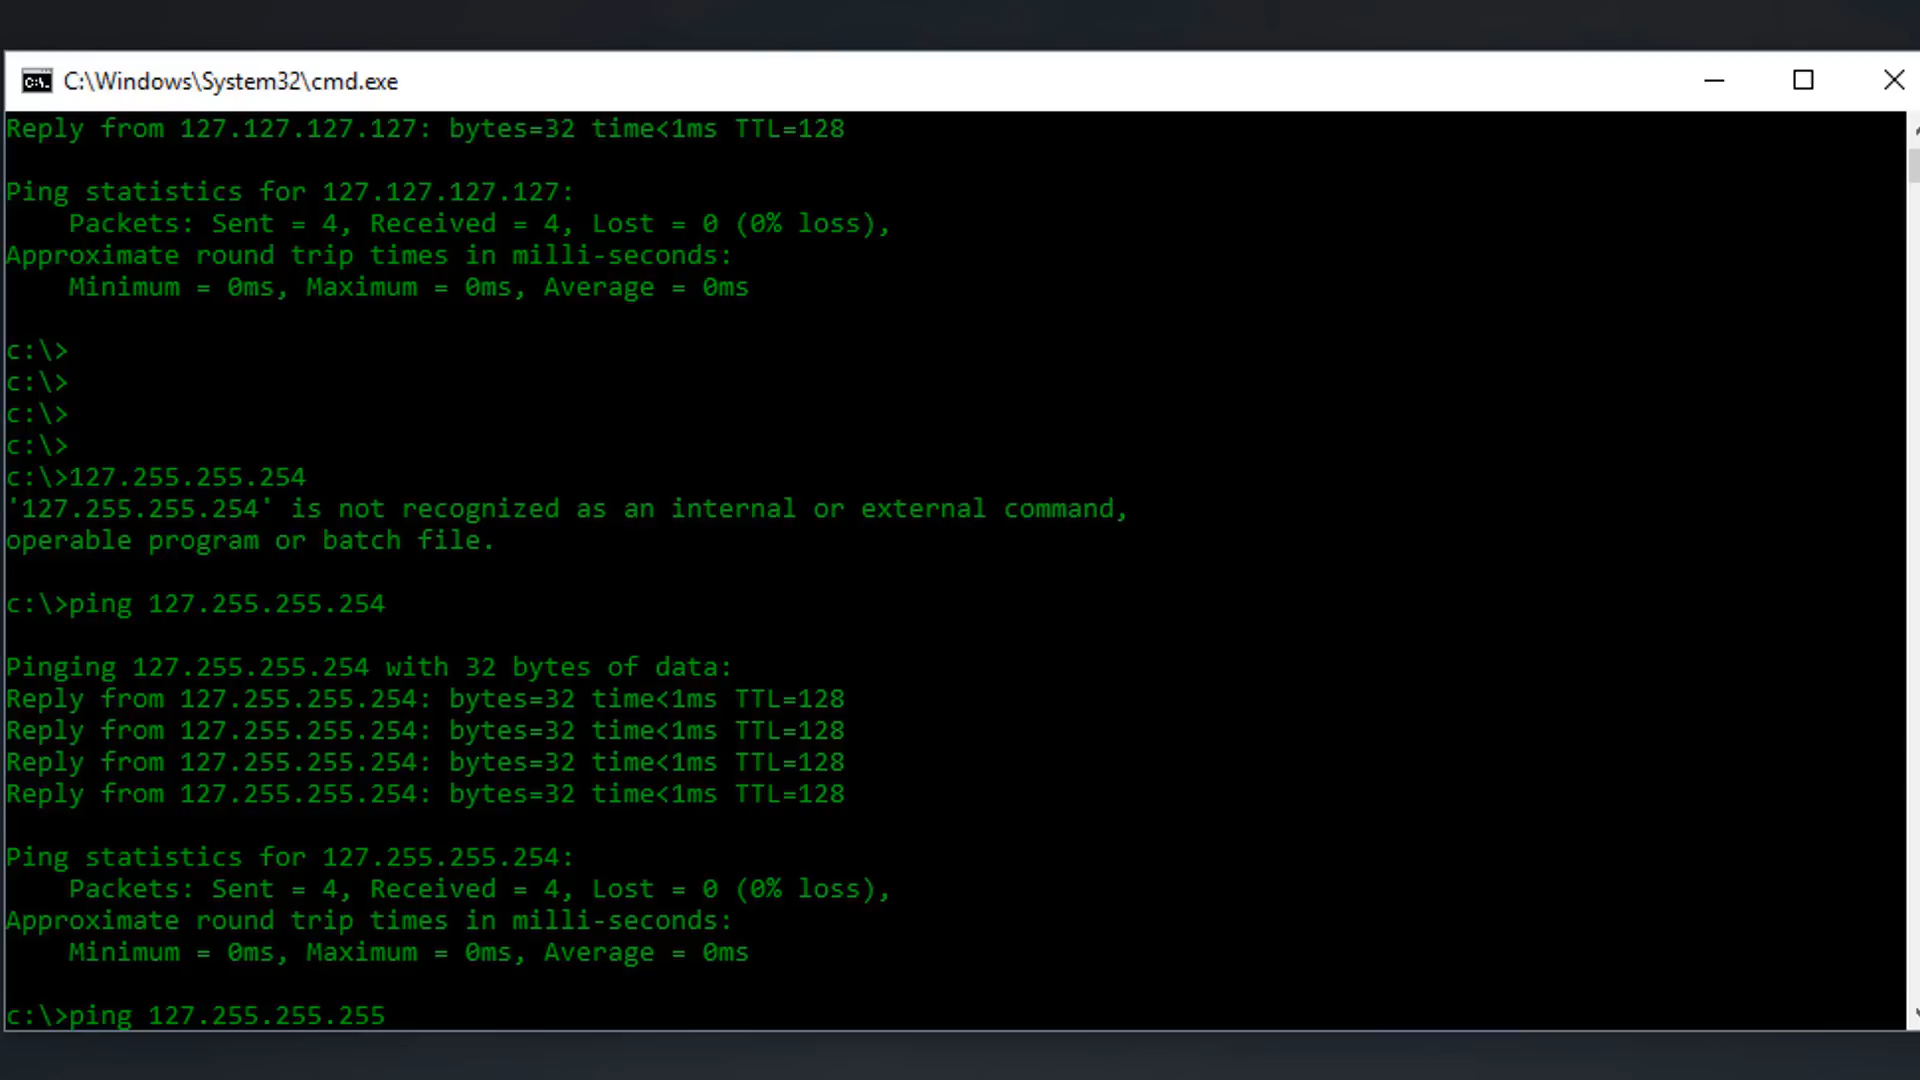 C:\Windows\System32\cmd.exe
Reply from 127.127.127.127: bytes=32 time<1ms TTL=128
Ping statistics for 127.127.127.127:
    Packets: Sent = 4, Received = 4, Lost = 0 (0% loss),
Approximate round trip times in milli-seconds:
    Minimum = 0ms, Maximum = 0ms, Average = 0ms
c:\>
c:\>
c:\>
c:\>
c:\>127.255.255.254
'127.255.255.254' is not recognized as an internal or external command,
operable program or batch file.
c:\>ping 127.255.255.254
Pinging 127.255.255.254 with 32 bytes of data:
Reply from 127.255.255.254: bytes=32 time<1ms TTL=128
Reply from 127.255.255.254: bytes=32 time<1ms TTL=128
Reply from 127.255.255.254: bytes=32 time<1ms TTL=128
Reply from 127.255.255.254: bytes=32 time<1ms TTL=128
Ping statistics for 127.255.255.254:
    Packets: Sent = 4, Received = 4, Lost = 0 (0% loss),
Approximate round trip times in milli-seconds:
    Minimum = 0ms, Maximum = 0ms, Average = 0ms
c:\>ping 127.255.255.255